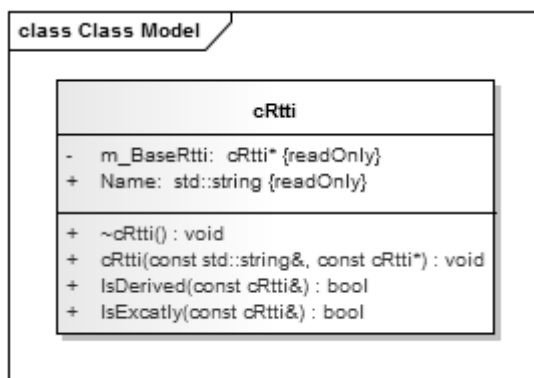 class Class Model
cRtti
- m_BaseRtti: cRtti* {readOnly}
+ Name: std::string {readOnly}
+ ~cRtti() : void
+ cRtti(const std::string&, const cRtti*) : void
+ IsDerived(const cRtti&) : bool
+ IsExcatly(const cRtti&) : bool